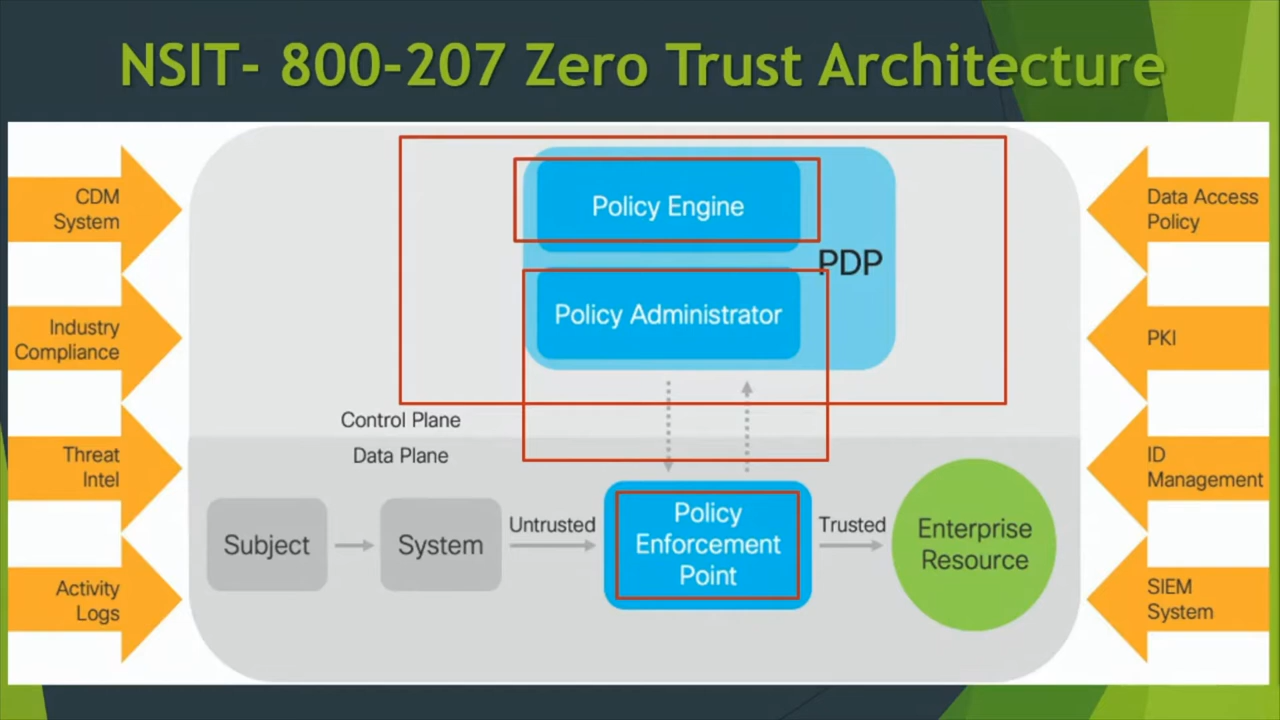 NSIT- 800-207 Zero Trust Architecture
CDM
System
Industry
Compliance
Threat
Intel
Activity
Logs
Policy Engine
PDP
Policy Administrator
Control Plane
Data Plane
Subject
System
Untrusted
Policy
Enforcement
Point
Trusted
Enterprise
Resource
Data Access
Policy
PKI
ID
Management
SIEM
System